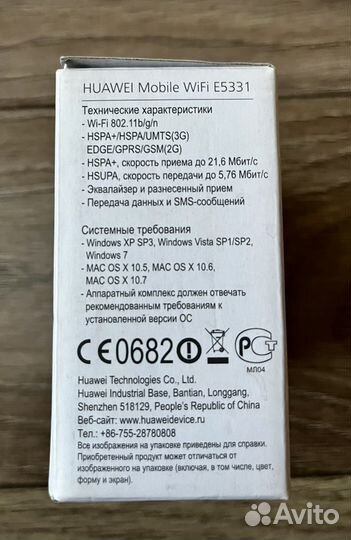 HUAWEI Mobile WiFi E5331
Технические характеристики
- Wi-Fi 802.11b/g/n
- HSPA+/HSPA/UMTS(3G)
EDGE/GPRS/GSM(2G)
- HSPA+, скорость приема до 21,6 Мбит/с
- HSUPA, скорость передачи до 5,76 Мбит/с
- Эквалайзер и разнесенный прием
- Передача данных и SMS-сообщений
Системные требования
- Windows XP SP3, Windows Vista SP1/SP2,
Windows 7
- MAC OS X 10.5, MAC OS X 10.6,
MAC OS X 10.7
- Аппаратный комплекс должен отвечать
рекомендованным требованиям к
установленной версии ОС
CE0682
РСТ
МЛ04
Huawei Technologies Co., Ltd.
Huawei Industrial Base, Bantian, Longgang,
Shenzhen 518129, People's Republic of China
Веб-сайт: www.huaweidevice.ru
Тел.: +86-755-28780808
Все изображения на упаковке приведены для справки.
Приобретенный продукт может отличаться от
изображенного на упаковке (включая, в том числе, цвет,
форму и экран).
Avito